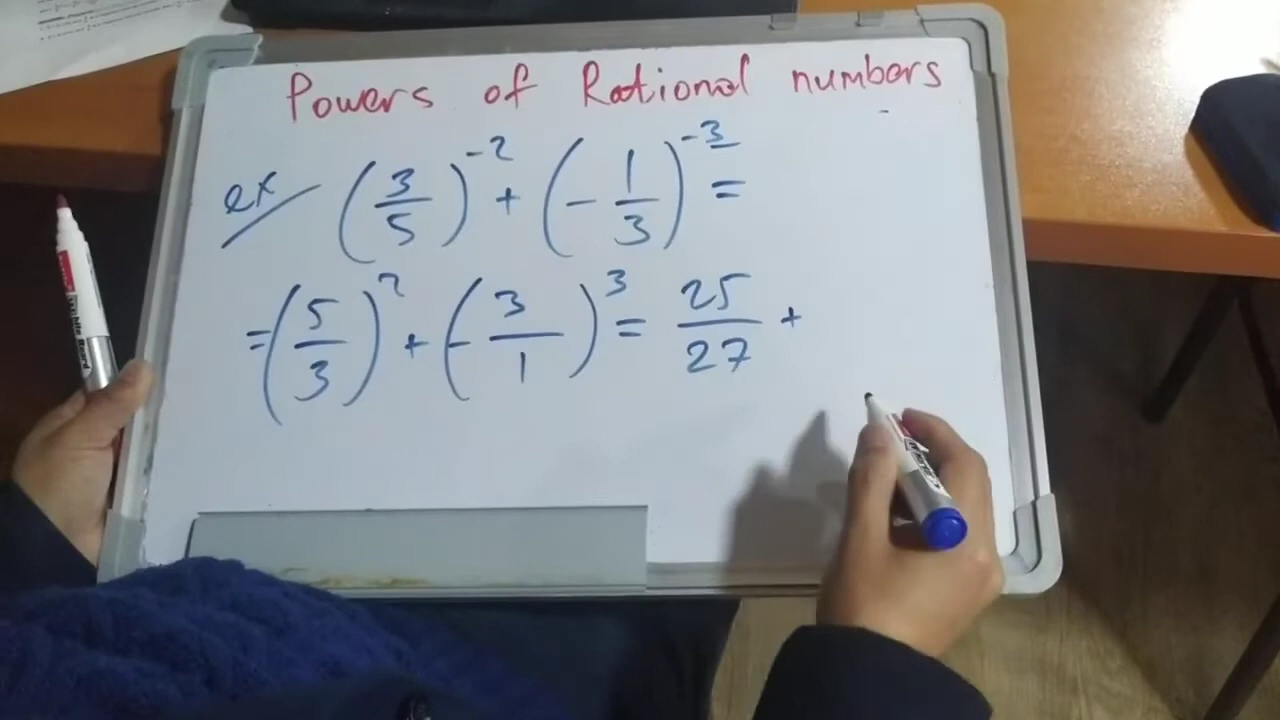 Powers of Rational numbers
ex/ (3/5)^-2 + (-1/3)^-3 =
= (5/3)^2 + (-3/1)^3 = 25/27 +